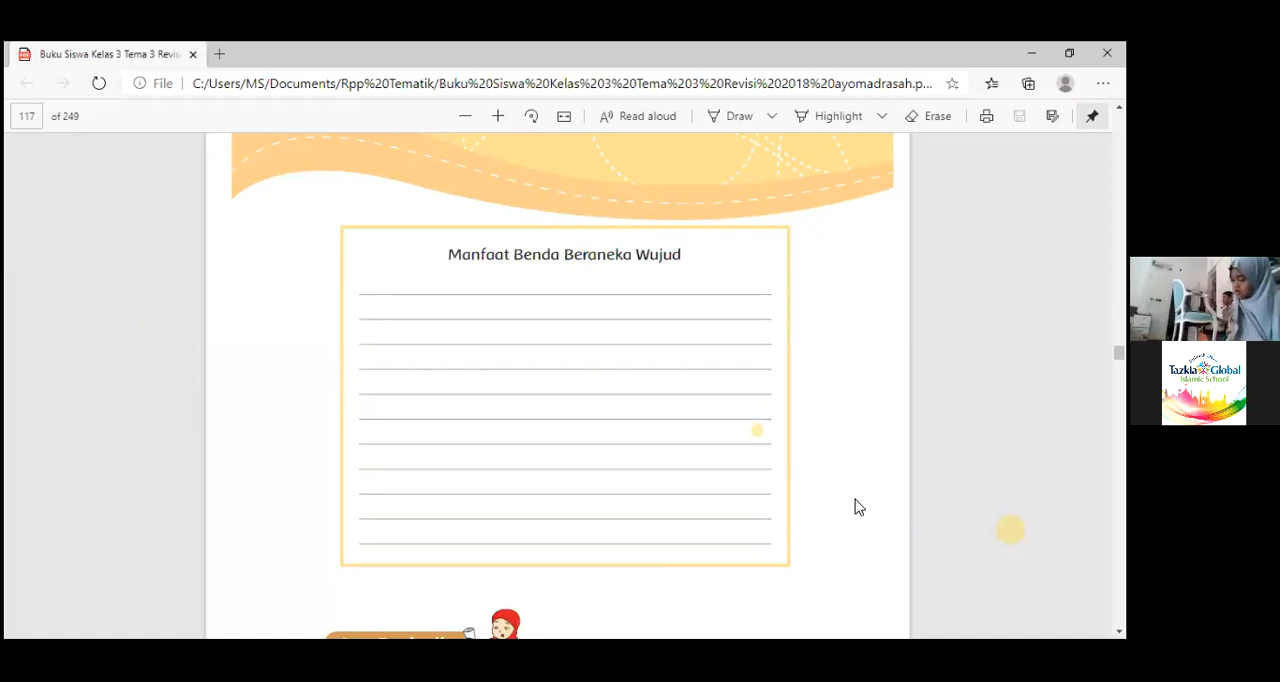 Buku Siswa Kelas 3 Tema 3 Revis
File
C:/Users/MS/Documents/Rpp%20Tematik/Buku%20Siswa%20Kelas%203%20Tema%203%20Revisi%202018%20ayomadrasah.p...
117 of 249
Read aloud
Draw
Highlight
Erase
Manfaat Benda Beraneka Wujud
Tazkia Global
Islamic School